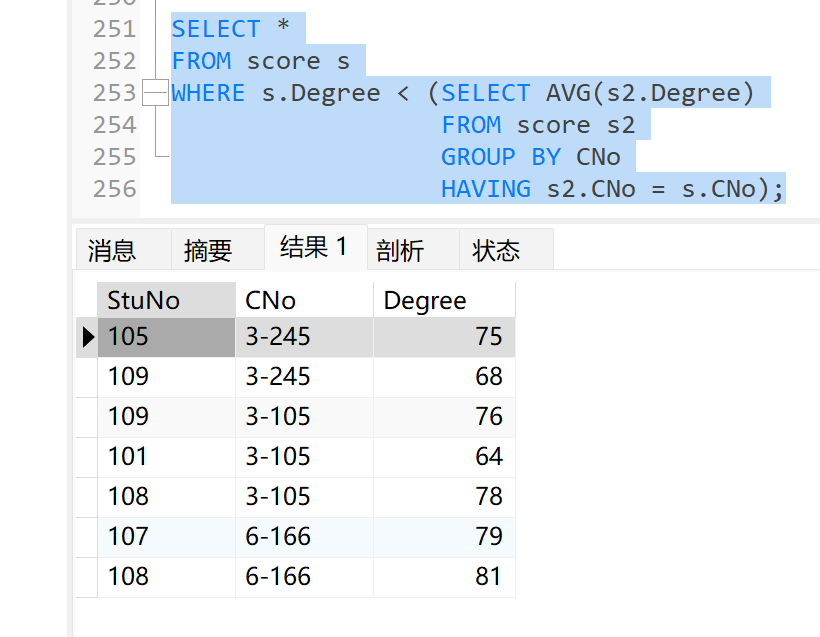 250
251 SELECT *
252 FROM score s
253 WHERE s.Degree < (SELECT AVG(s2.Degree)
254 FROM score s2
255 GROUP BY CNo
256 HAVING s2.CNo = s.CNo);
消息 摘要 结果 1 剖析 状态
StuNo CNo Degree
105 3-245 75
109 3-245 68
109 3-105 76
101 3-105 64
108 3-105 78
107 6-166 79
108 6-166 81